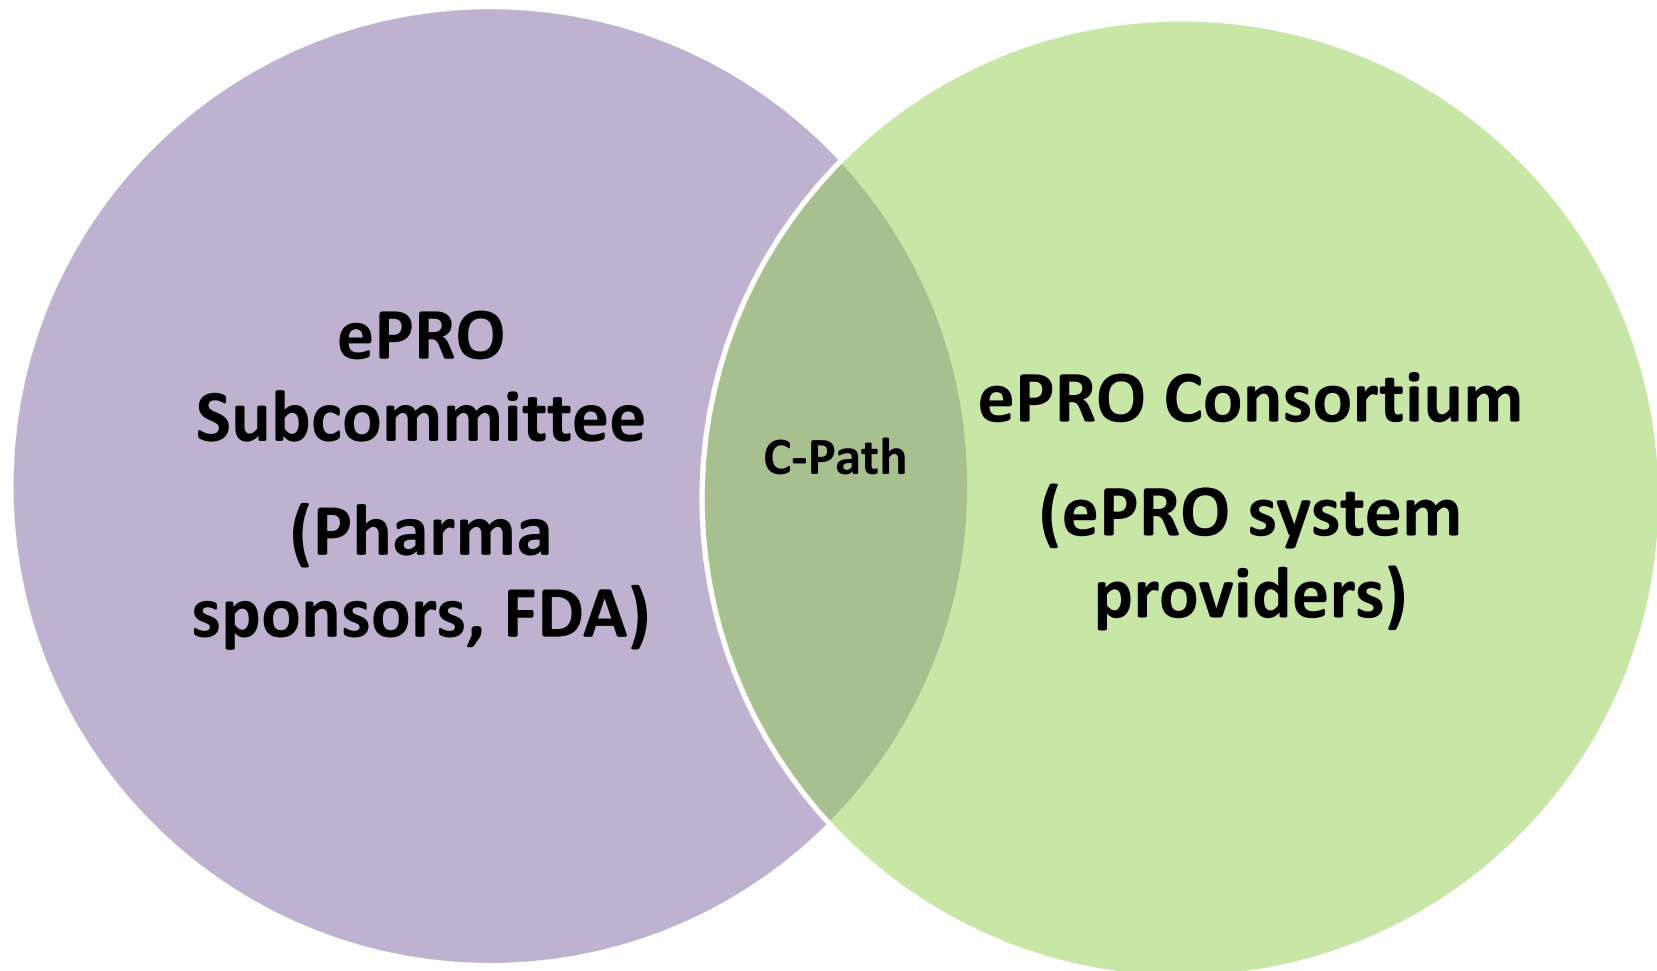 ePRO
Subcommittee
(Pharma
sponsors, FDA)
C-Path
ePRO Consortium
(ePRO system
providers)